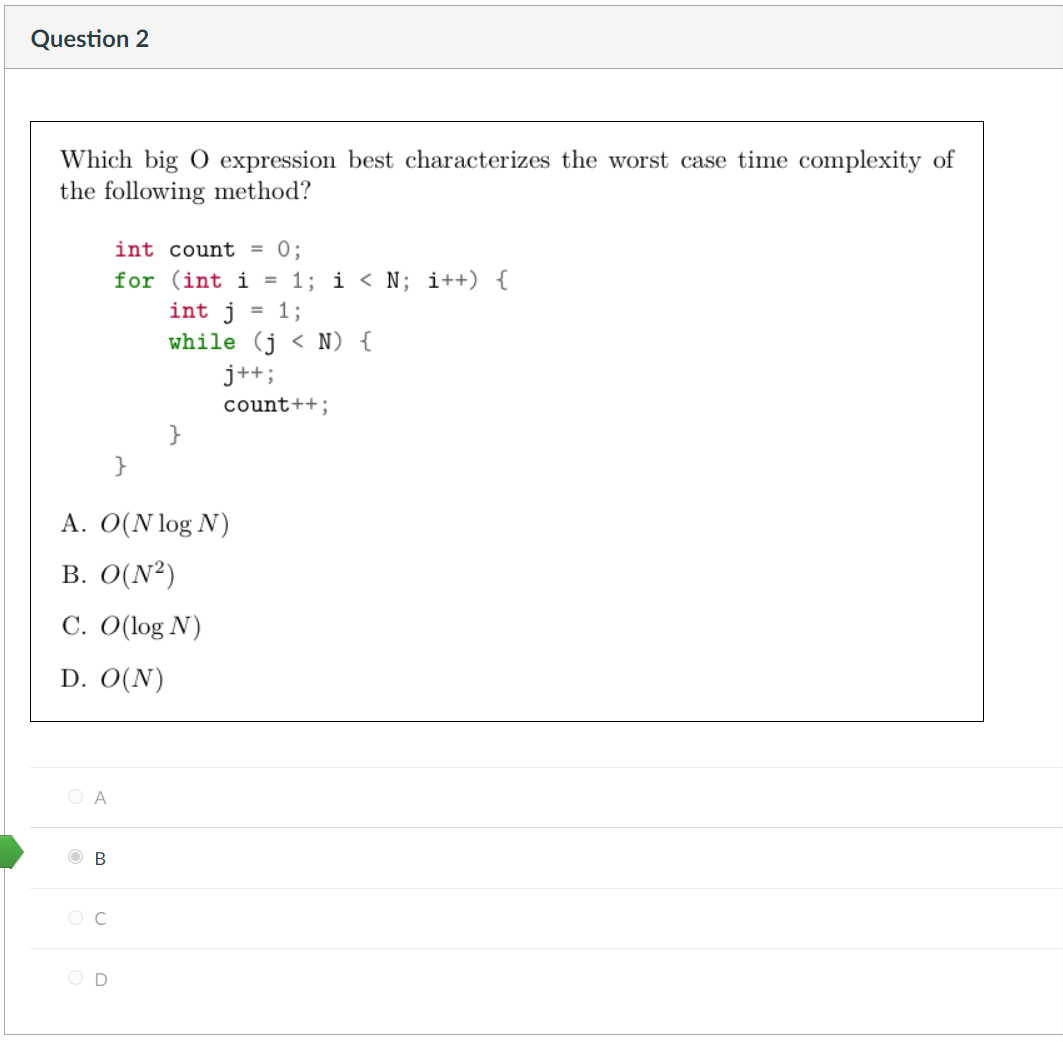 Question 2
Which big O expression best characterizes the worst case time complexity of
the following method?
int count = 0;
for (int i = 1; i < N; i++) {
int j = 1;
while (j < N) {
j++;
count++;
}
}
A. O(N log N)
B. O(N²)
C. O(log N)
D. O(N)
A
B
C
D